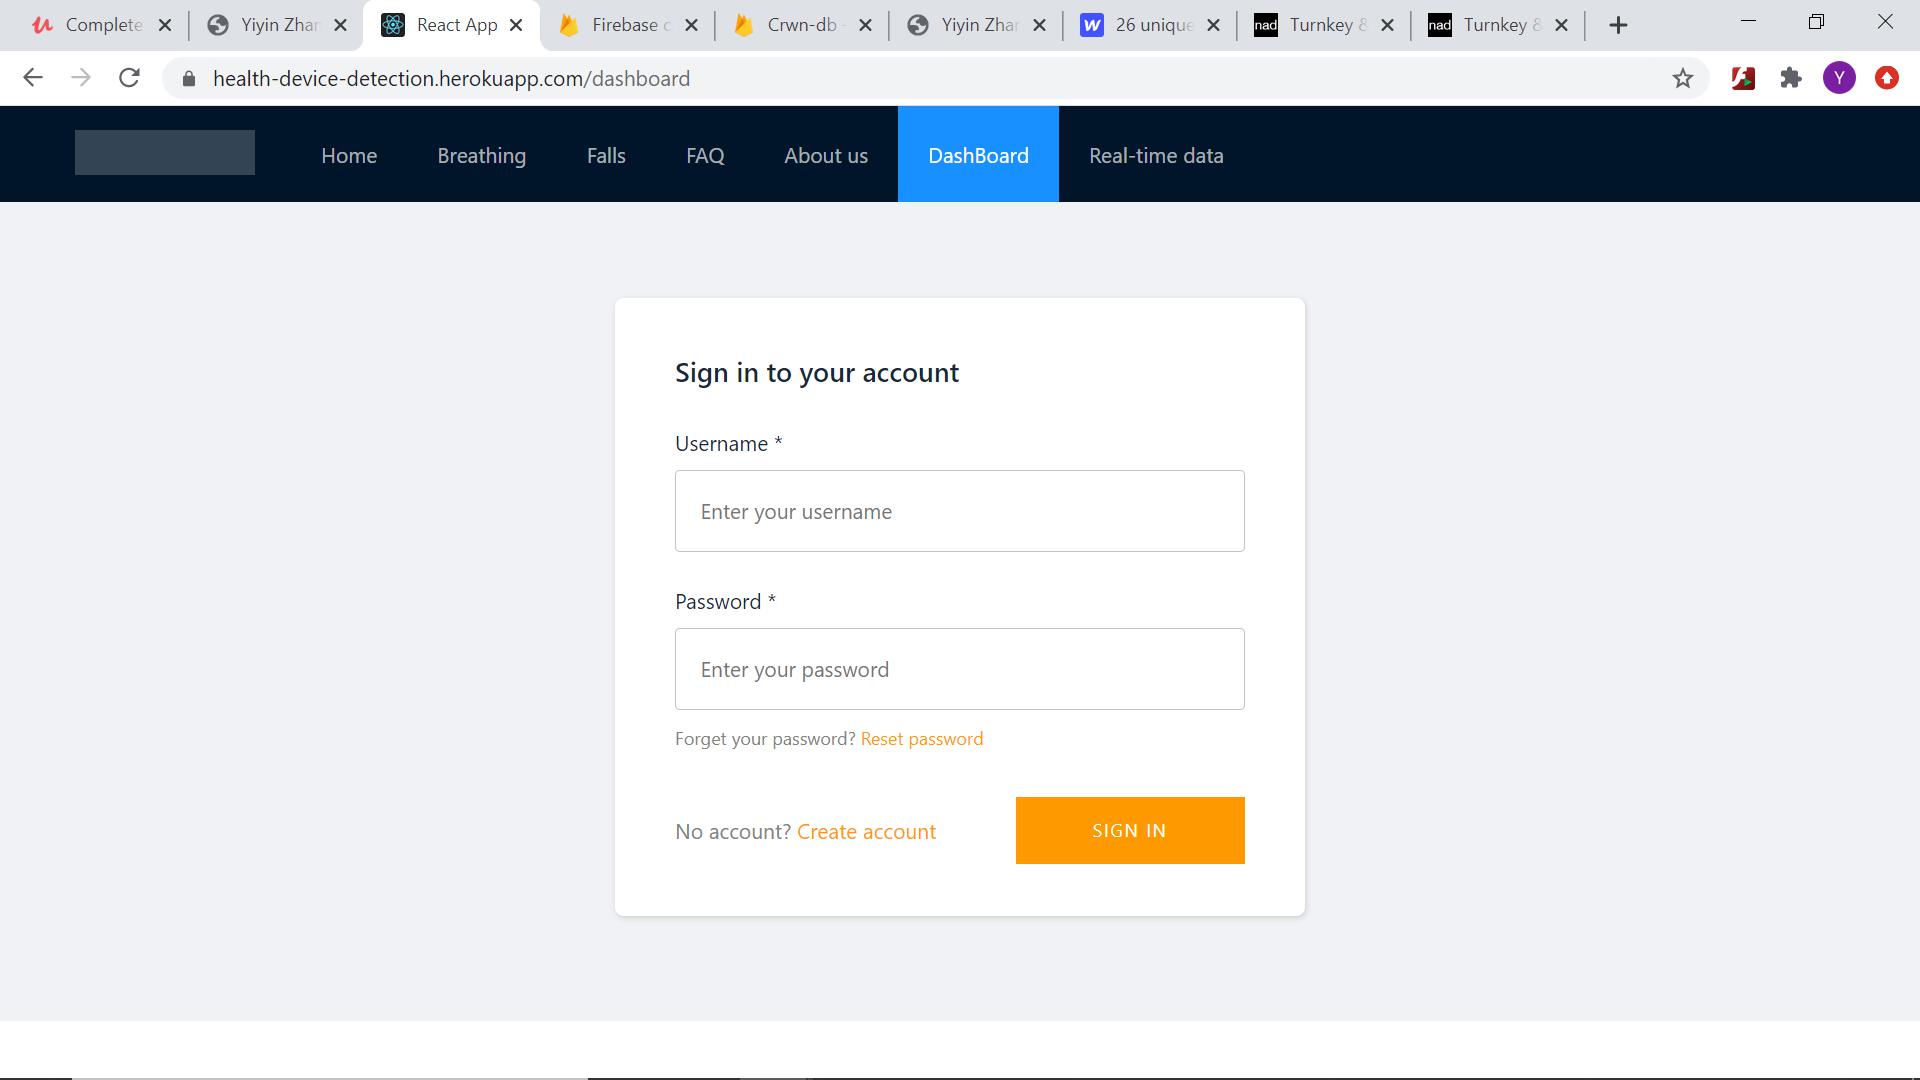 Complete
Yiyin Zhan
React App
Firebase c
Crwn-db -
Yiyin Zhan
W
26 unique
nad
Turnkey &
nad
Turnkey &
health-device-detection.herokuapp.com/dashboard
Y
Home
Breathing
Falls
FAQ
About us
DashBoard
Real-time data
Sign in to your account
Username *
Enter your username
Password *
Enter your password
Forget your password? Reset password
No account? Create account
SIGN IN